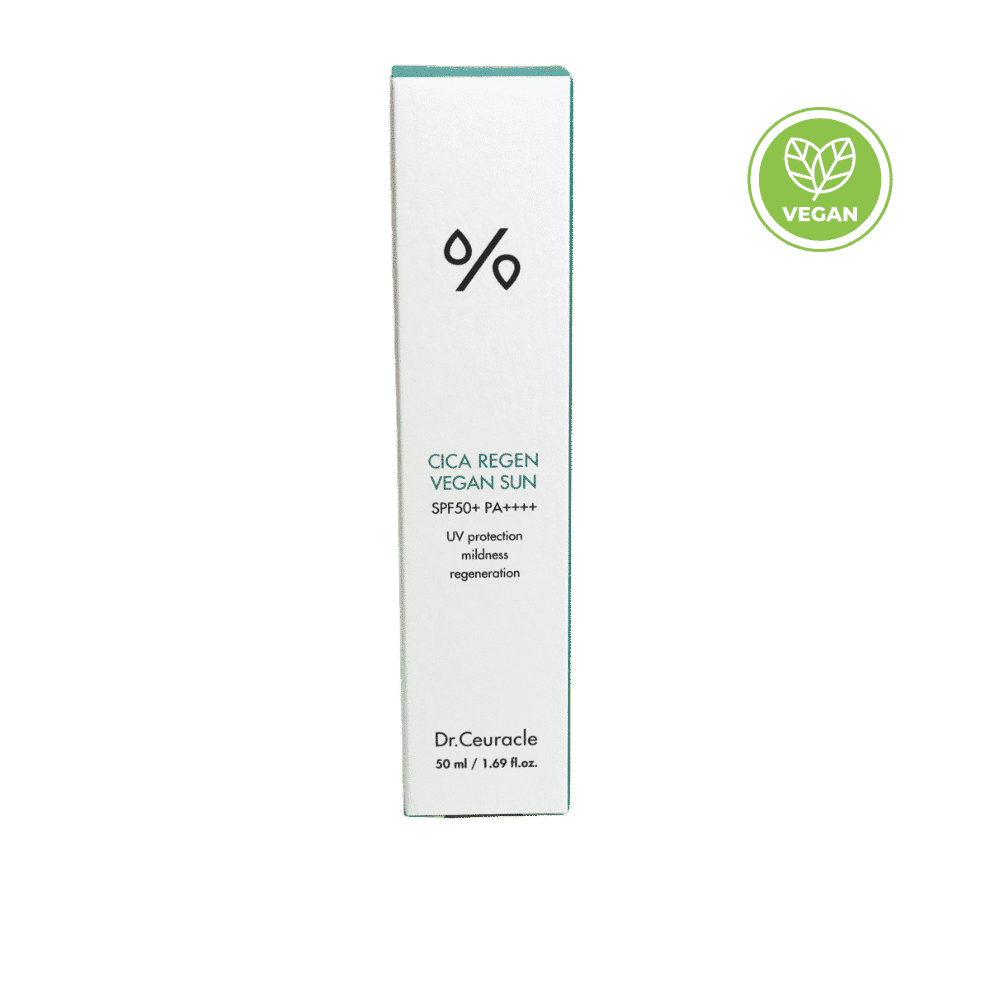 VEGAN
%
CICA REGEN
VEGAN SUN
SPF50+ PA++++
UV protection
mildness
regeneration
Dr.Ceuracle
50 ml / 1.69 fl.oz.